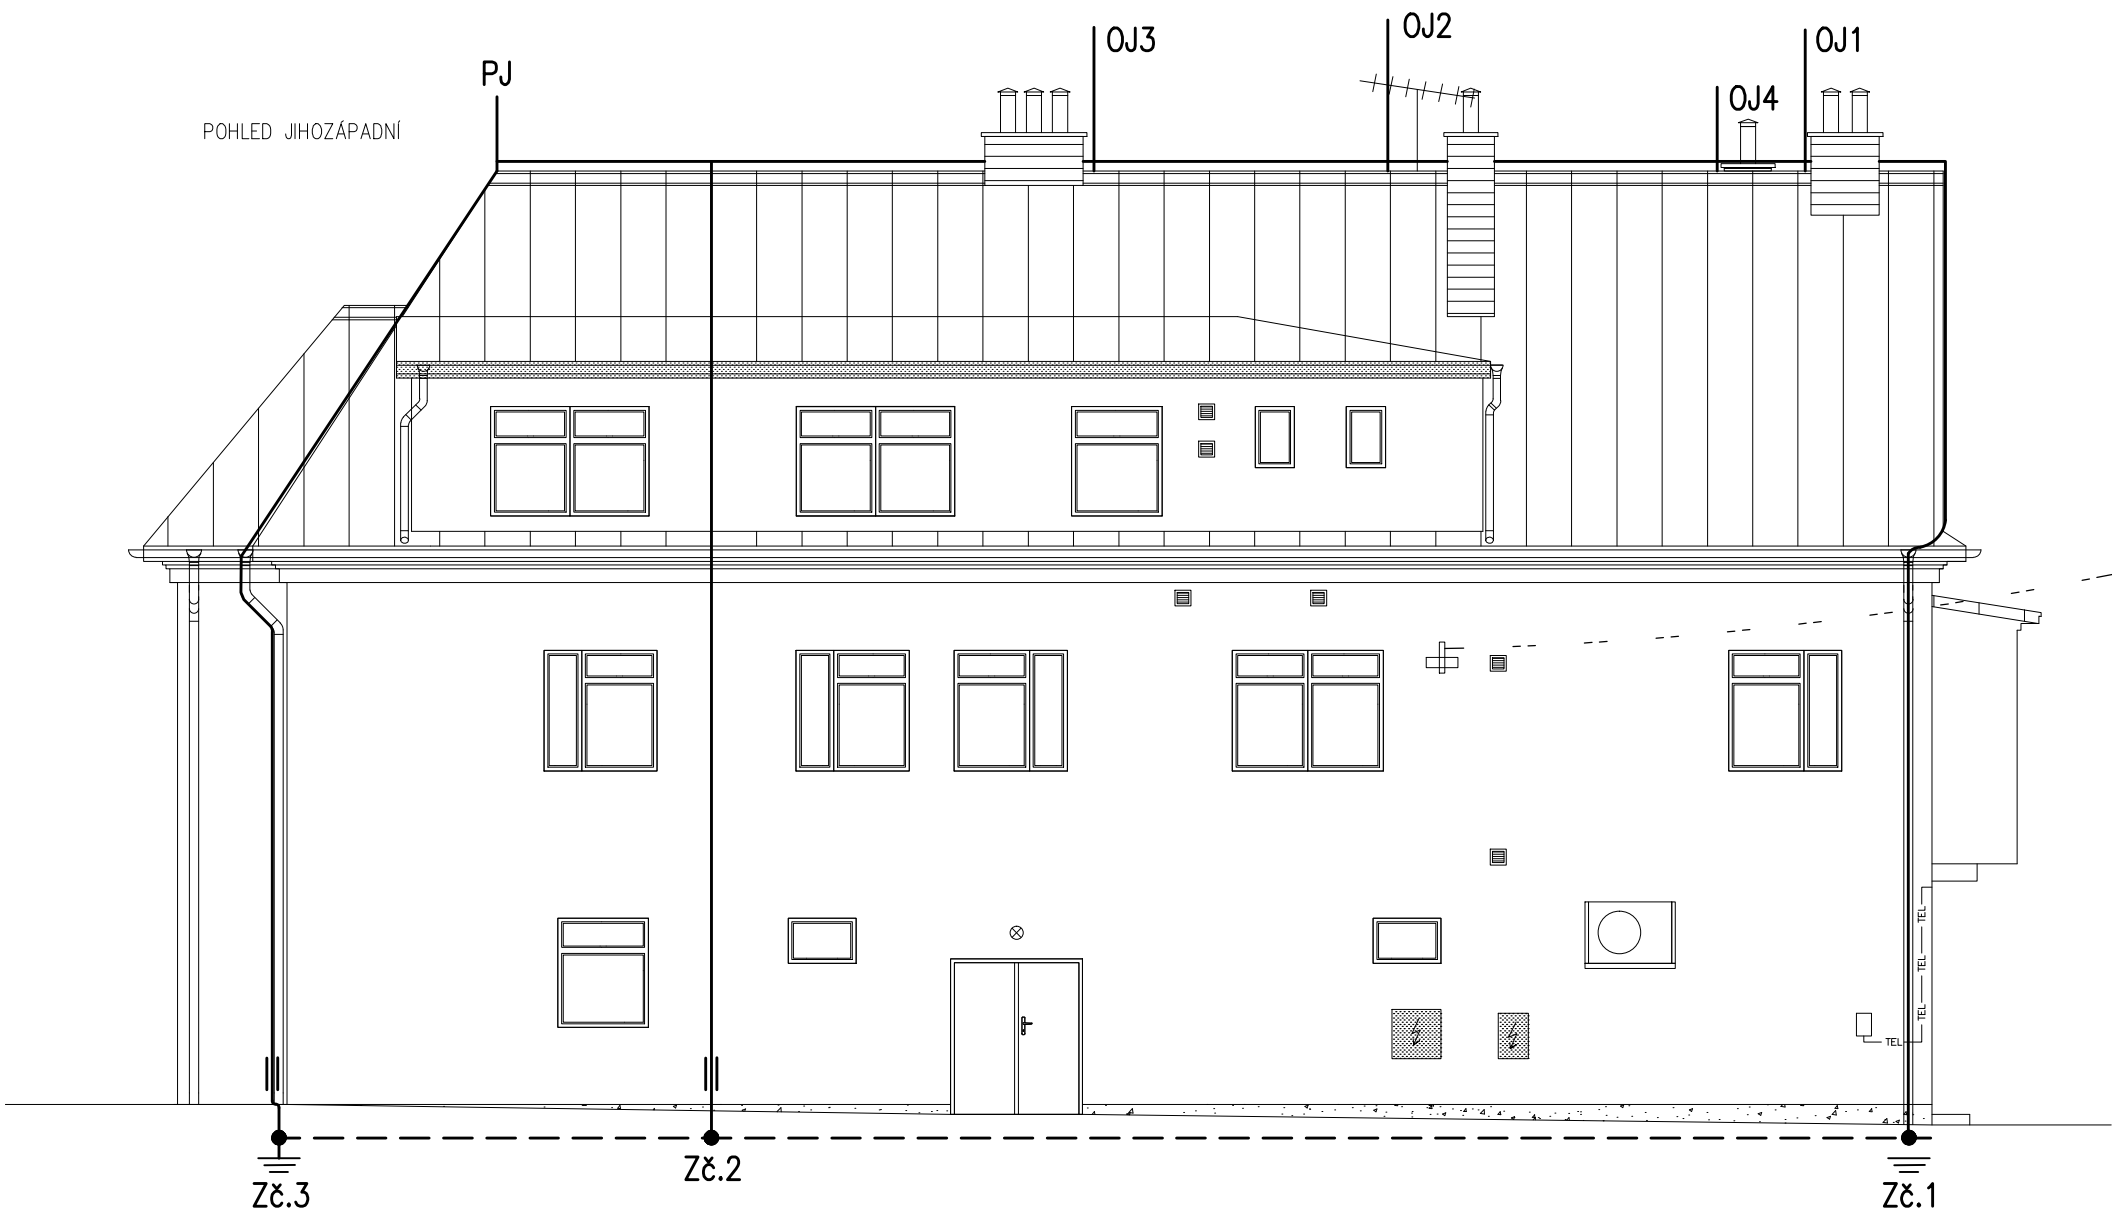 OJ3
OJ2
OJ1
PJ
OJ4
POHLED JIHOZÁPADNÍ
TEL
TEL
TEL
TEL
Zč.3
Zč.2
Zč.1